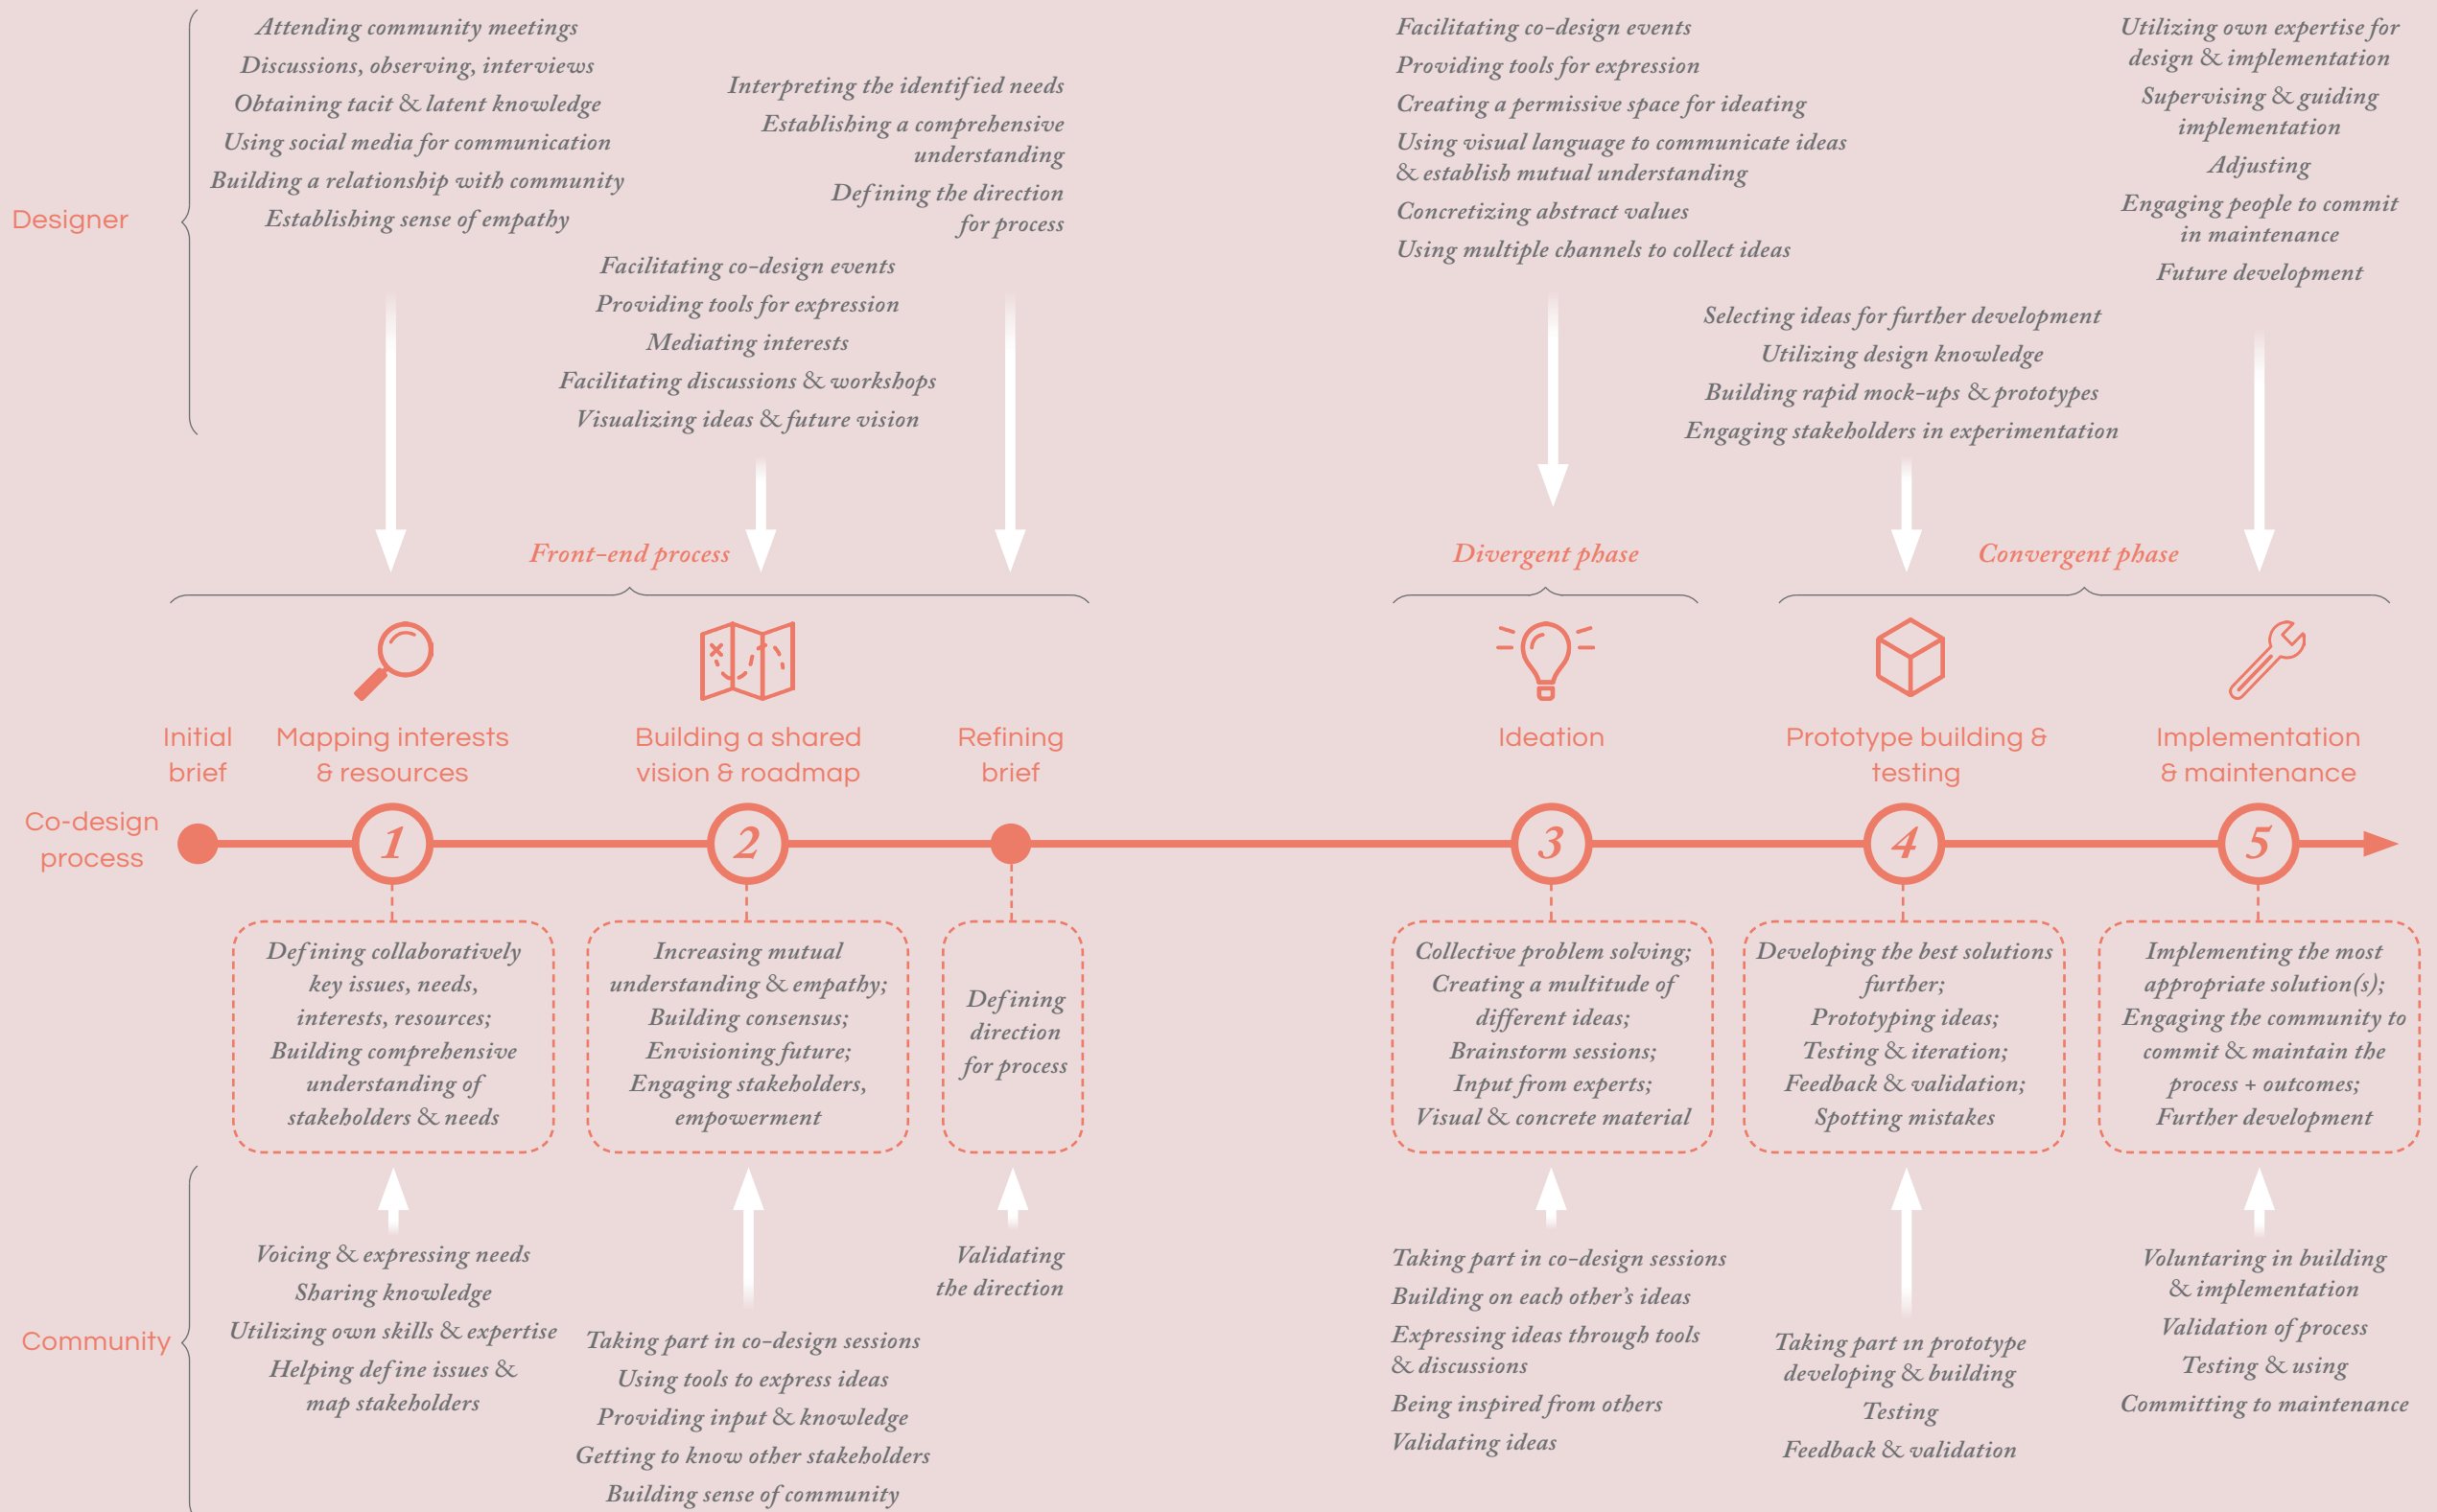 Designer
Attending community meetings
Discussions, observing, interviews
Obtaining tacit & latent knowledge
Using social media for communication
Building a relationship with community
Establishing sense of empathy
Facilitating co-design events
Providing tools for expression
Mediating interests
Facilitating discussions & workshops
Visualizing ideas & future vision
Interpreting the identified needs
Establishing a comprehensive
understanding
Defining the direction
for process
Facilitating co-design events
Providing tools for expression
Creating a permissive space for ideating
Using visual language to communicate ideas
& establish mutual understanding
Concretizing abstract values
Using multiple channels to collect ideas
Selecting ideas for further development
Utilizing design knowledge
Building rapid mock-ups & prototypes
Engaging stakeholders in experimentation
Utilizing own expertise for
design & implementation
Supervising & guiding
implementation
Adjusting
Engaging people to commit
in maintenance
Future development
Front-end process
Divergent phase
Convergent phase
Co-design
process
Initial
brief
Mapping interests
& resources
Building a shared
vision & roadmap
Refining
brief
Ideation
Prototype building &
testing
Implementation
& maintenance
1
2
3
4
5
Defining collaboratively
key issues, needs,
interests, resources;
Building comprehensive
understanding of
stakeholders & needs
Increasing mutual
understanding & empathy;
Building consensus;
Envisioning future;
Engaging stakeholders,
empowerment
Defining
direction
for process
Collective problem solving;
Creating a multitude of
different ideas;
Brainstorm sessions;
Input from experts;
Visual & concrete material
Developing the best solutions
further;
Prototyping ideas;
Testing & iteration;
Feedback & validation;
Spotting mistakes
Implementing the most
appropriate solution(s);
Engaging the community to
commit & maintain the
process + outcomes;
Further development
Community
Voicing & expressing needs
Sharing knowledge
Utilizing own skills & expertise
Helping define issues &
map stakeholders
Taking part in co-design sessions
Using tools to express ideas
Providing input & knowledge
Getting to know other stakeholders
Building sense of community
Validating
the direction
Taking part in co-design sessions
Building on each other's ideas
Expressing ideas through tools
& discussions
Being inspired from others
Validating ideas
Taking part in prototype
developing & building
Testing
Feedback & validation
Voluntaring in building
& implementation
Validation of process
Testing & using
Committing to maintenance